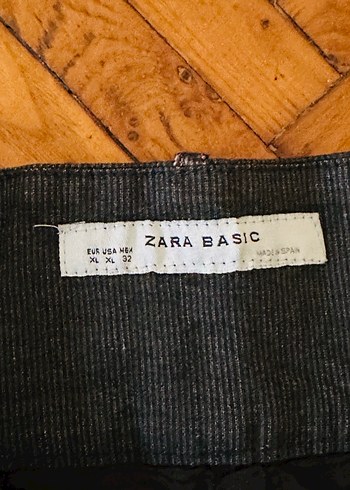 ZARA BASIC
EUR USA MEX
XL XL 32
MADE IN SPAIN